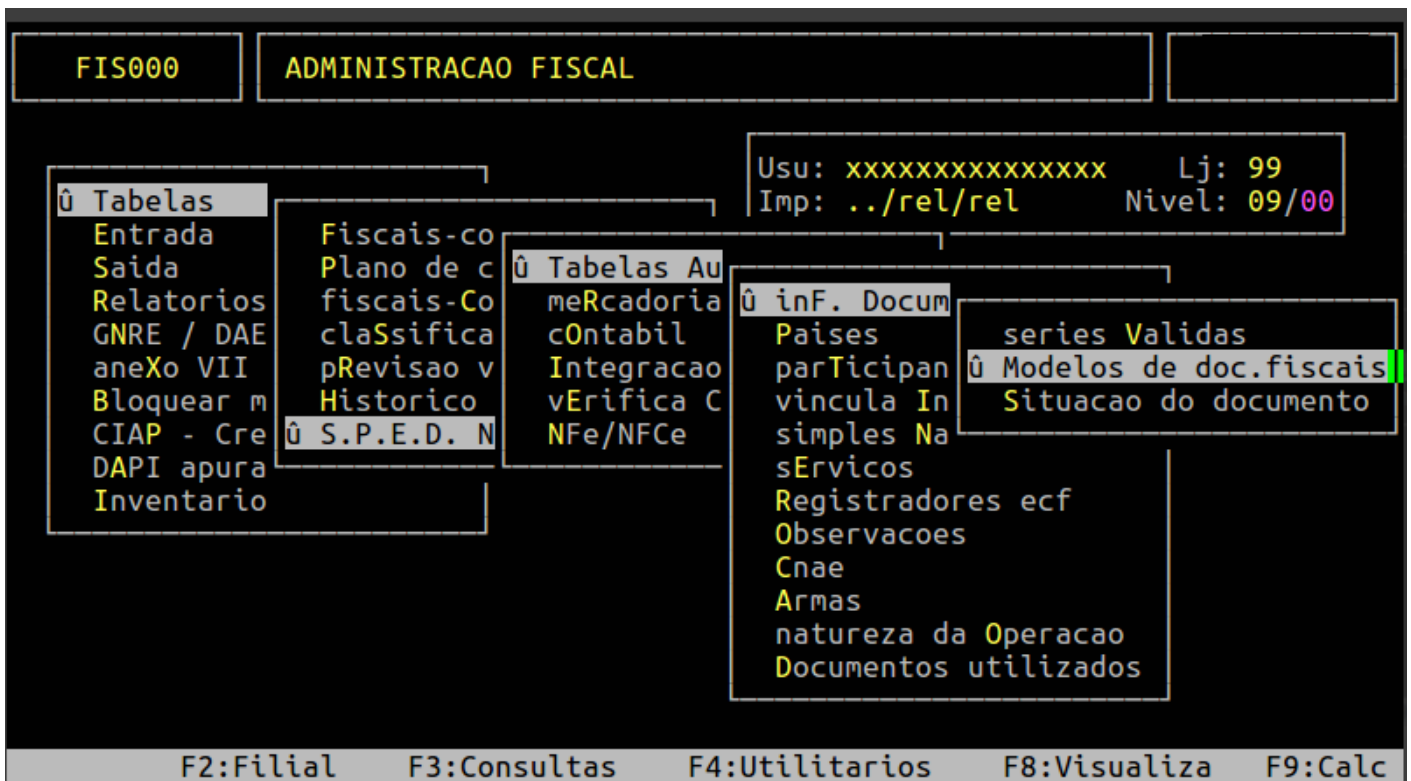 FIS000 ADMINISTRACAO FISCAL
Usu: xxxxxxxxxxxxxxx Lj: 99
Imp: ../rel/rel Nivel: 09/00
û Tabelas
Entrada
Saida
Relatorios
GNRE / DAE
aneXo VII
Bloquear m
CIAP - Cre
DAPI apura
Inventario
Fiscais-co
Plano de c
fiscais-Co
claSsifica
pRevisao v
Historico
û S.P.E.D. N
û Tabelas Au
meRcadoria
cOntabil
Integracao
vErifica C
NFe/NFCe
û inF. Docum
Paises
parTicipan
vincula In
simples Na
sErvicos
Registradores ecf
Observacoes
Cnae
Armas
natureza da Operacao
Documentos utilizados
series Validas
û Modelos de doc.fiscais
Situacao do documento
F2:Filial F3:Consultas F4:Utilitarios F8:Visualiza F9:Calc